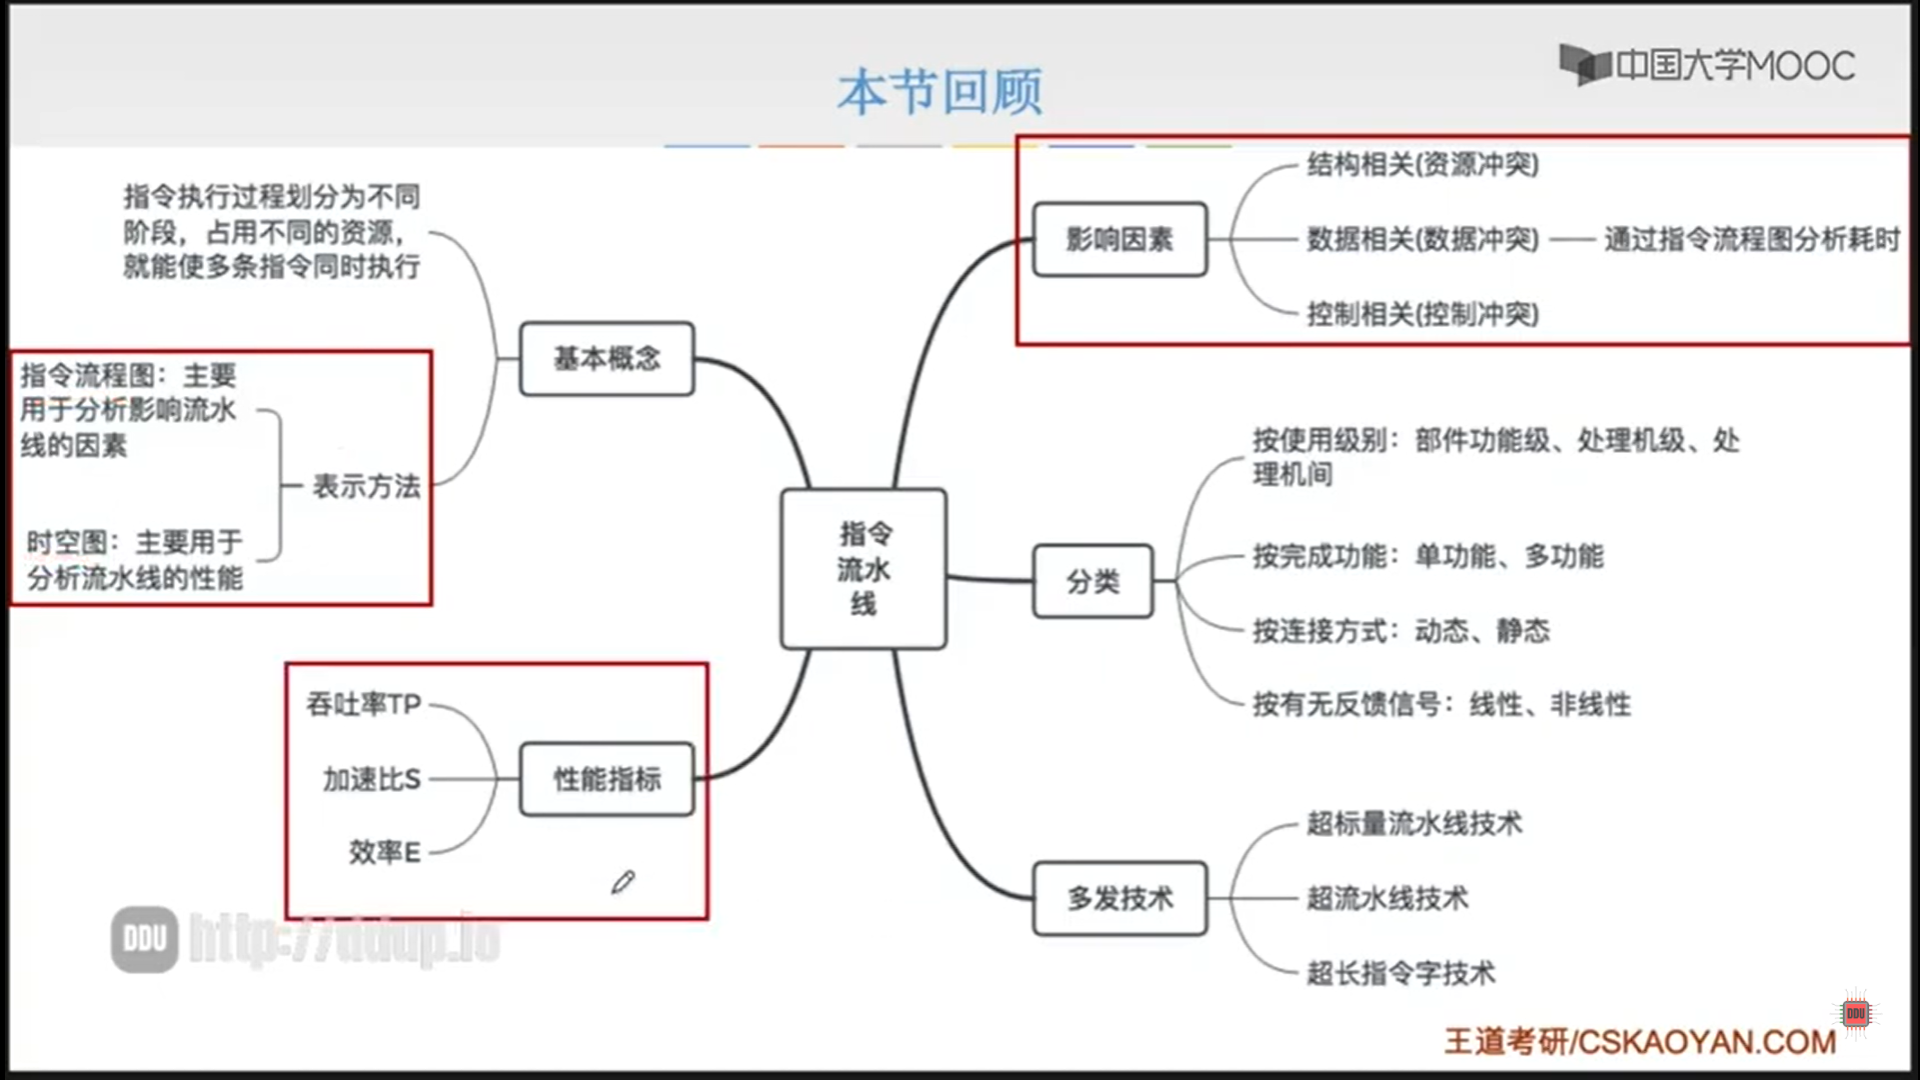 本节回顾
中国大学MOOC
指令执行过程划分为不同
阶段，占用不同的资源，
就能使多条指令同时执行
基本概念
指令流程图：主要
用于分析影响流水
线的因素
表示方法
时空图：主要用于
分析流水线的性能
吞吐率TP
加速比S
效率E
性能指标
指令
流水
线
影响因素
结构相关(资源冲突)
数据相关(数据冲突)
通过指令流程图分析耗时
控制相关(控制冲突)
分类
按使用级别：部件功能级、处理机级、处
理机间
按完成功能：单功能、多功能
按连接方式：动态、静态
按有无反馈信号：线性、非线性
多发技术
超标量流水线技术
超流水线技术
超长指令字技术
DDU http://ddup.io
DDU
王道考研/CSKAOYAN.COM